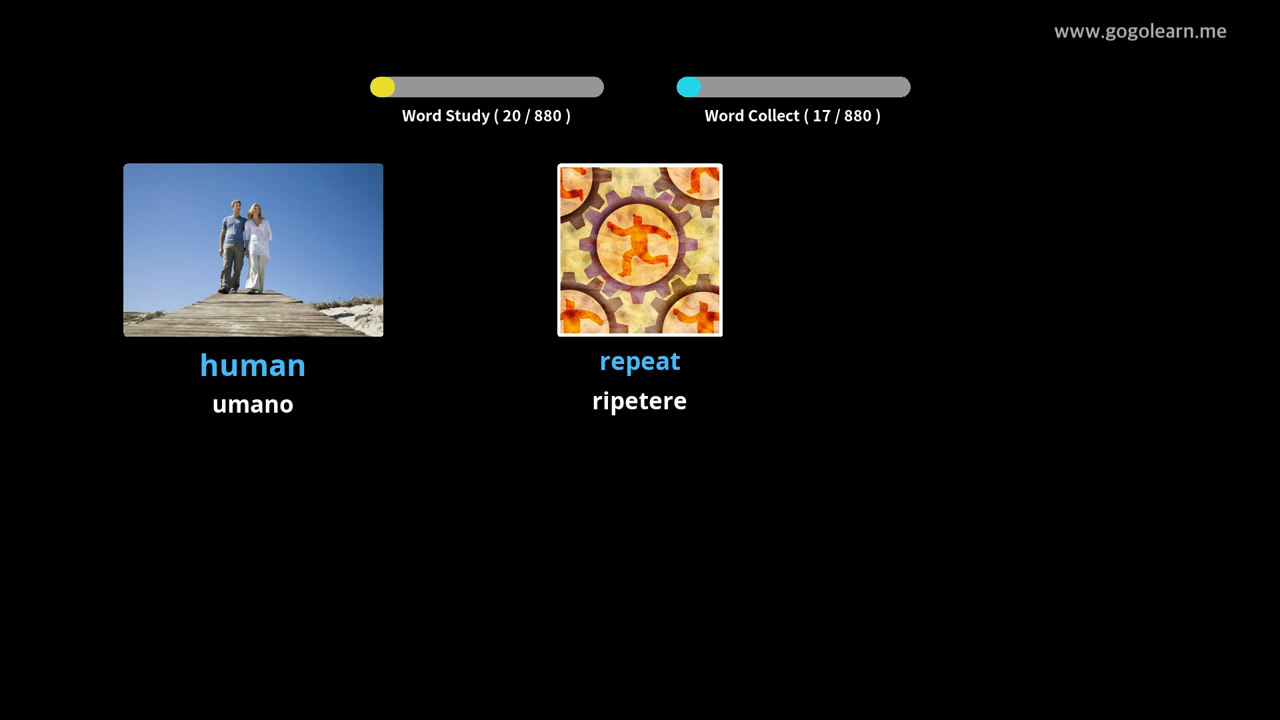 www.gogolearn.me
Word Study ( 20 / 880 )
Word Collect ( 17 / 880 )
human
umano
repeat
ripetere